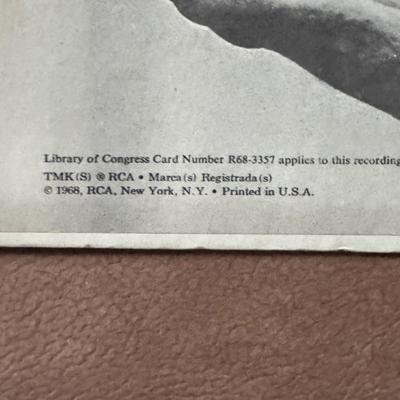 Library of Congress Card Number R68-3357 applies to this recording
TMK(S) ® RCA • Marca(s) Registrada(s)
© 1968, RCA, New York, N.Y. • Printed in U.S.A.